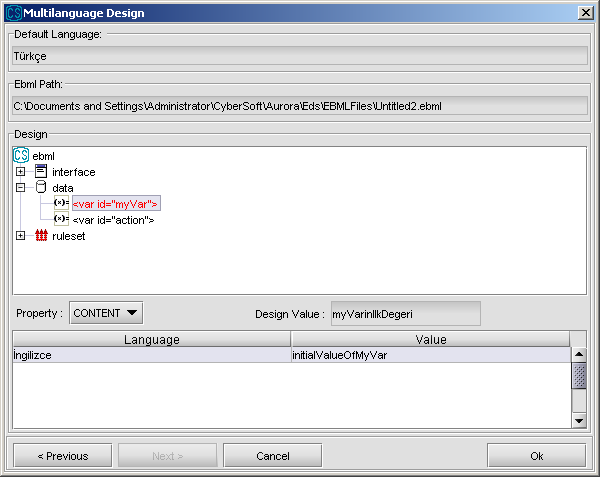 CS Multilanguage Design
Default Language:
Türkçe
Ebml Path:
C:\Documents and Settings\Administrator\CyberSoft\Aurora\Eds\EBMLFiles\Untitled2.ebml
Design
CS ebml
interface
data
(x)= <var id="myVar">
(x)= <var id="action">
ruleset
Property : CONTENT Design Value : myVarinIlkDegeri
Language Value
İngilizce initialValueOfMyVar
< Previous Next > Cancel Ok